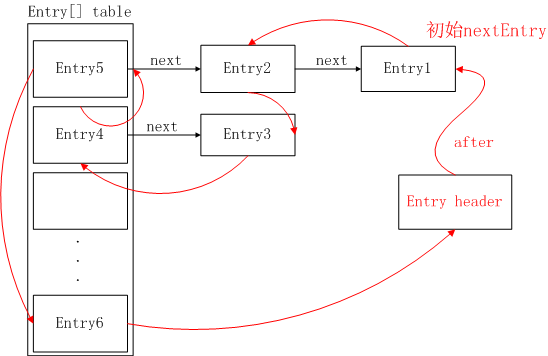 Entry[] table
初始nextEntry
Entry5
next
Entry2
next
Entry1
Entry4
next
Entry3
after
Entry header
.
.
.
Entry6